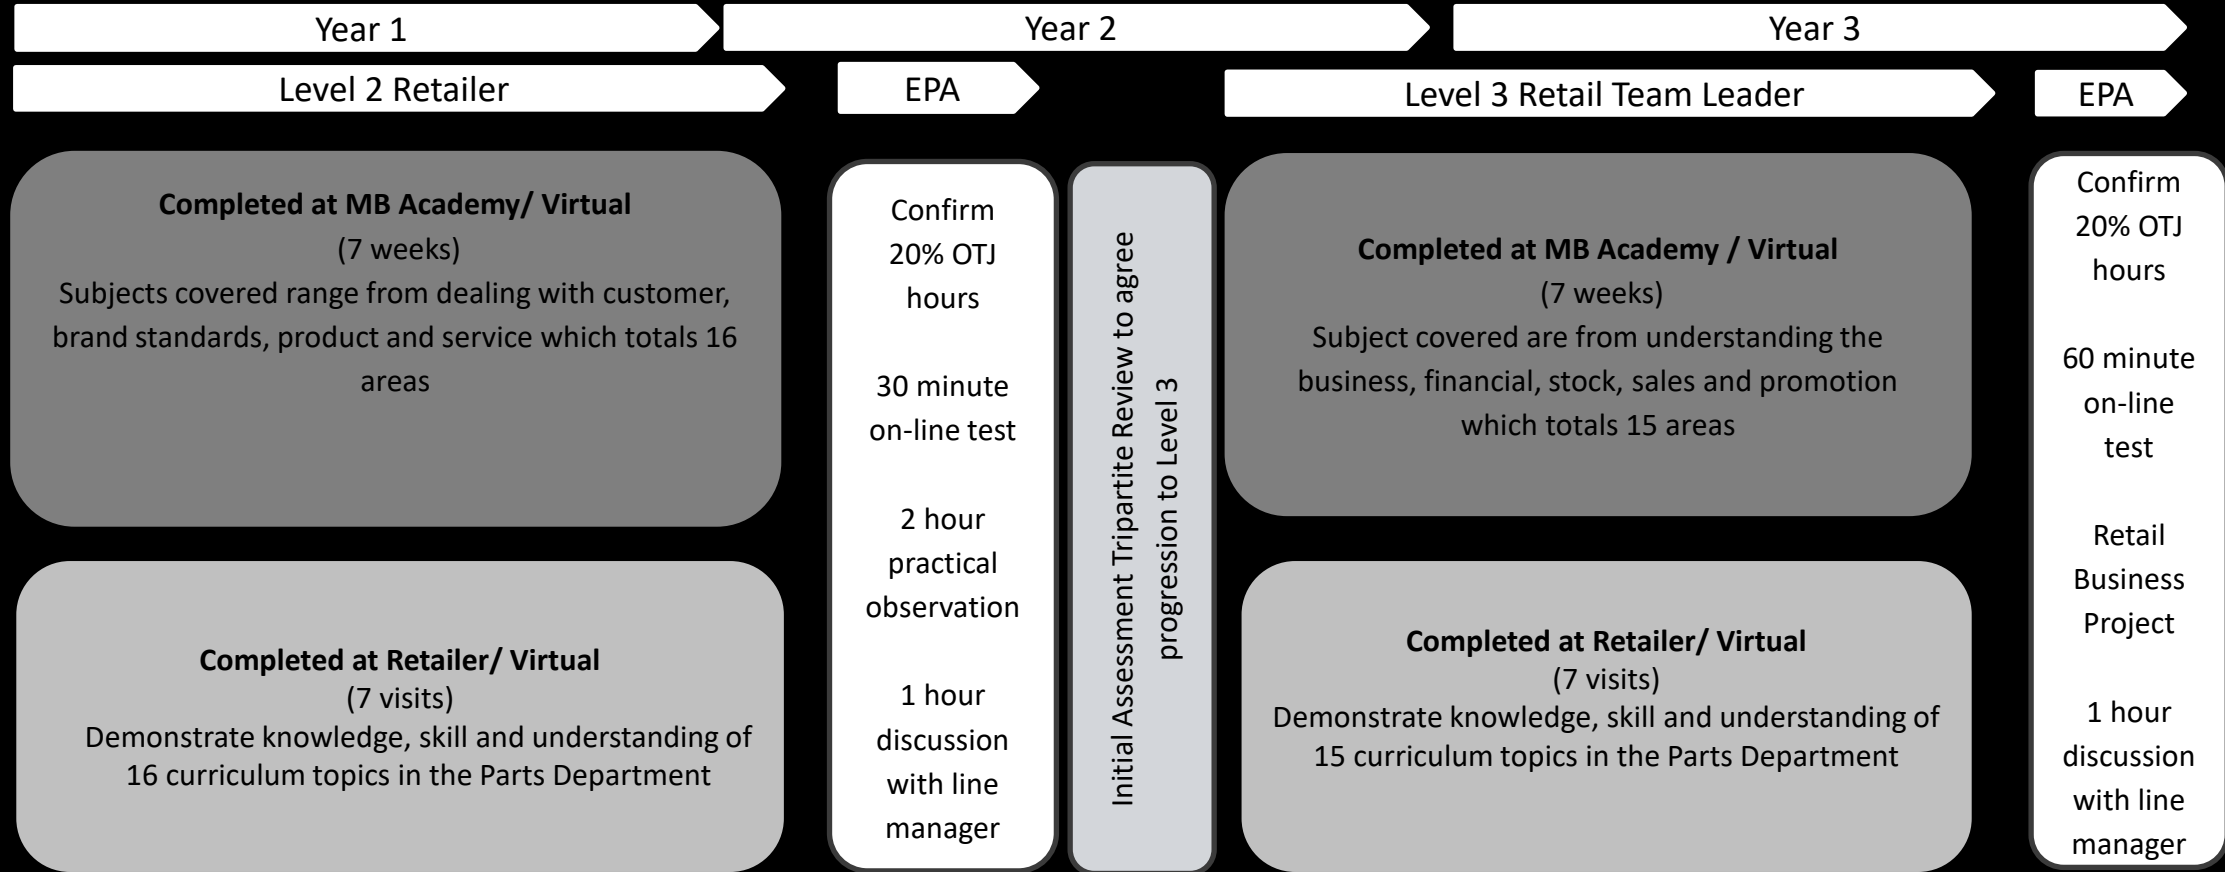 Year 1
Year 2
Year 3
Level 2 Retailer
EPA
Level 3 Retail Team Leader
EPA
Completed at MB Academy/ Virtual
(7 weeks)
Subjects covered range from dealing with customer,
brand standards, product and service which totals 16
areas
Completed at Retailer/ Virtual
(7 visits)
Demonstrate knowledge, skill and understanding of
16 curriculum topics in the Parts Department
Confirm
20% OTJ
hours
30 minute
on-line test
2 hour
practical
observation
1 hour
discussion
with line
manager
Initial Assessment Tripartite Review to agree
progression to Level 3
Completed at MB Academy / Virtual
(7 weeks)
Subject covered are from understanding the
business, financial, stock, sales and promotion
which totals 15 areas
Completed at Retailer/ Virtual
(7 visits)
Demonstrate knowledge, skill and understanding of
15 curriculum topics in the Parts Department
Confirm
20% OTJ
hours
60 minute
on-line
test
Retail
Business
Project
1 hour
discussion
with line
manager